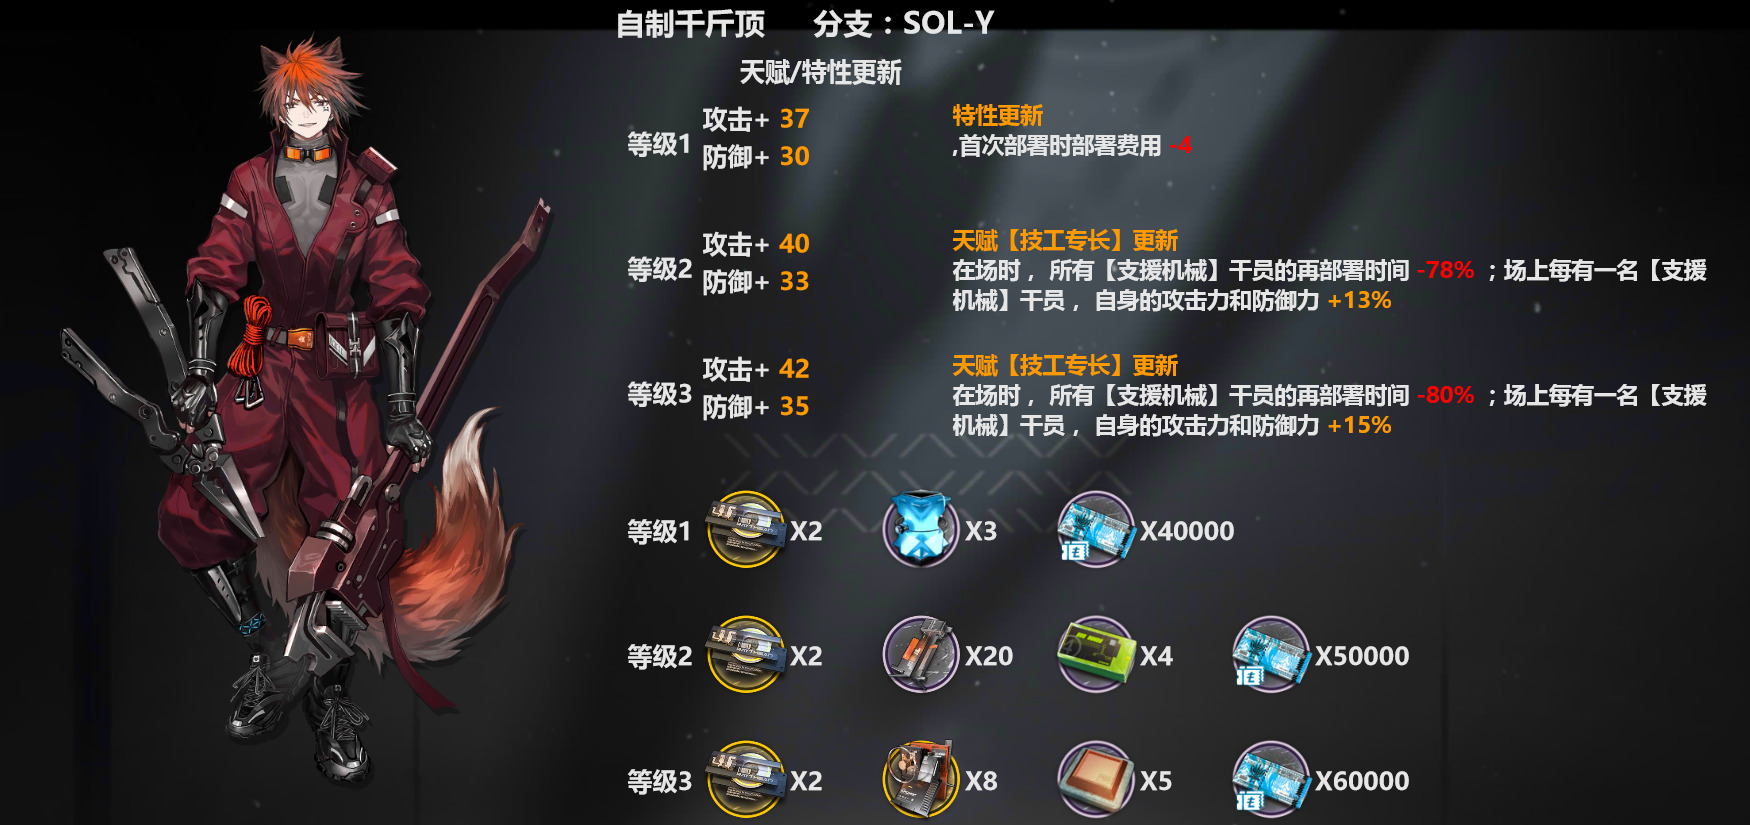 自制千斤顶 分支：SOL-Y
天赋/特性更新
等级1
攻击+ 37
防御+ 30
特性更新
,首次部署时部署费用 -4
等级2
攻击+ 40
防御+ 33
天赋【技工专长】更新
在场时，所有【支援机械】干员的再部署时间 -78% ；场上每有一名【支援
机械】干员，自身的攻击力和防御力 +13%
等级3
攻击+ 42
防御+ 35
天赋【技工专长】更新
在场时，所有【支援机械】干员的再部署时间 -80% ；场上每有一名【支援
机械】干员，自身的攻击力和防御力 +15%
等级1 X2 X3 X40000
等级2 X2 X20 X4 X50000
等级3 X2 X8 X5 X60000